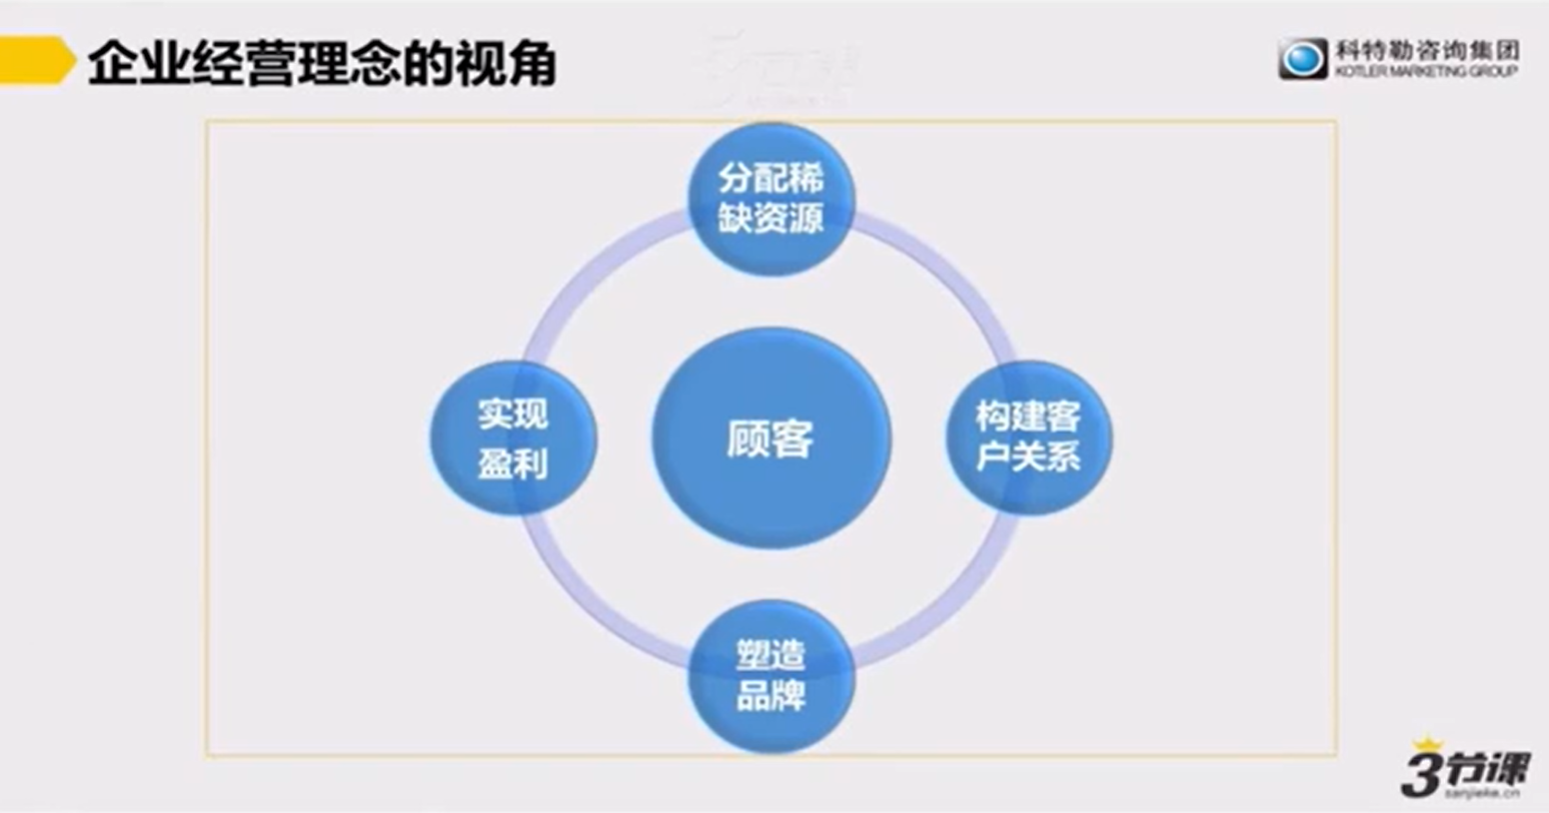 企业经营理念的视角
科特勒咨询集团
KOTLER MARKETING GROUP
分配稀
缺资源
实现
盈利
顾客
构建客
户关系
塑造
品牌
3节课
sanjieke.cn